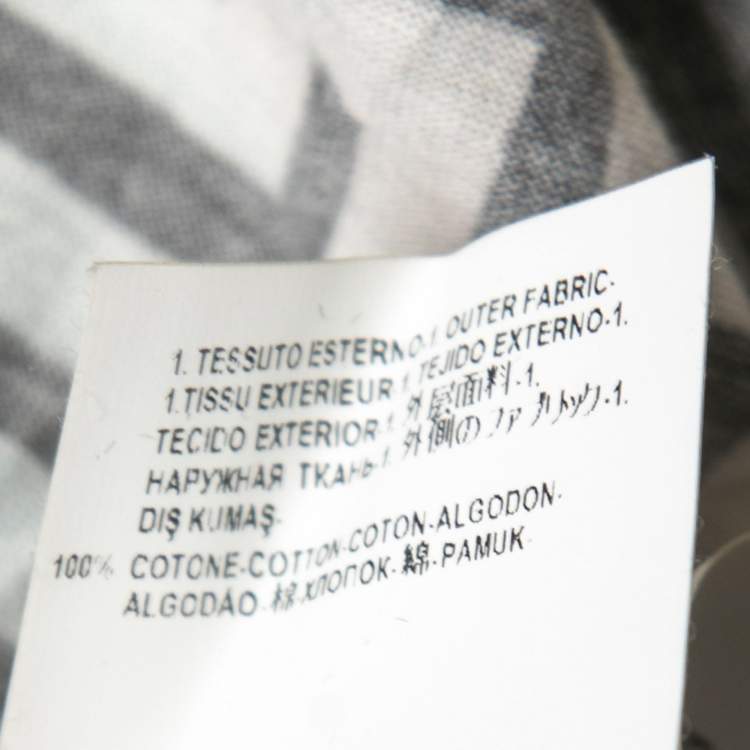 1. TESSUTO ESTERNO-1. OUTER FABRIC-
1.TISSU EXTERIEUR-1. TEJIDO EXTERNO-1.
TECIDO EXTERIOR-1. 外层面料-1.
НАРУЖНАЯ ТКАНЬ-1. 外側のファブリック-1.
DIŞ KUMAŞ-
100% COTONE-COTTON-COTON-ALGODON-
ALGODÃO-棉-ХЛОПОК-綿-PAMUK